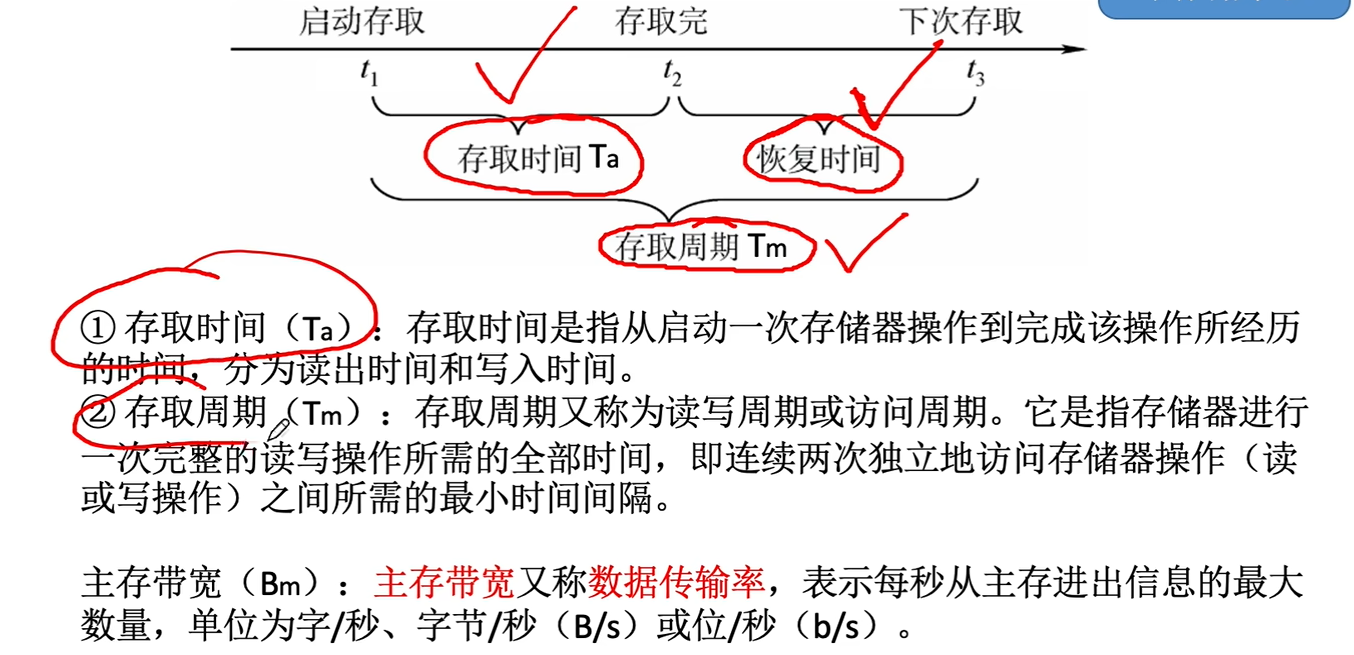 启动存取 存取完 下次存取
t1 t2 t3
存取时间 Ta 恢复时间
存取周期 Tm
① 存取时间（Ta）：存取时间是指从启动一次存储器操作到完成该操作所经历
的时间，分为读出时间和写入时间。
② 存取周期（Tm）：存取周期又称为读写周期或访问周期。它是指存储器进行
一次完整的读写操作所需的全部时间，即连续两次独立地访问存储器操作（读
或写操作）之间所需的最小时间间隔。
主存带宽（Bm）：主存带宽又称数据传输率，表示每秒从主存进出信息的最大
数量，单位为字/秒、字节/秒（B/s）或位/秒（b/s）。